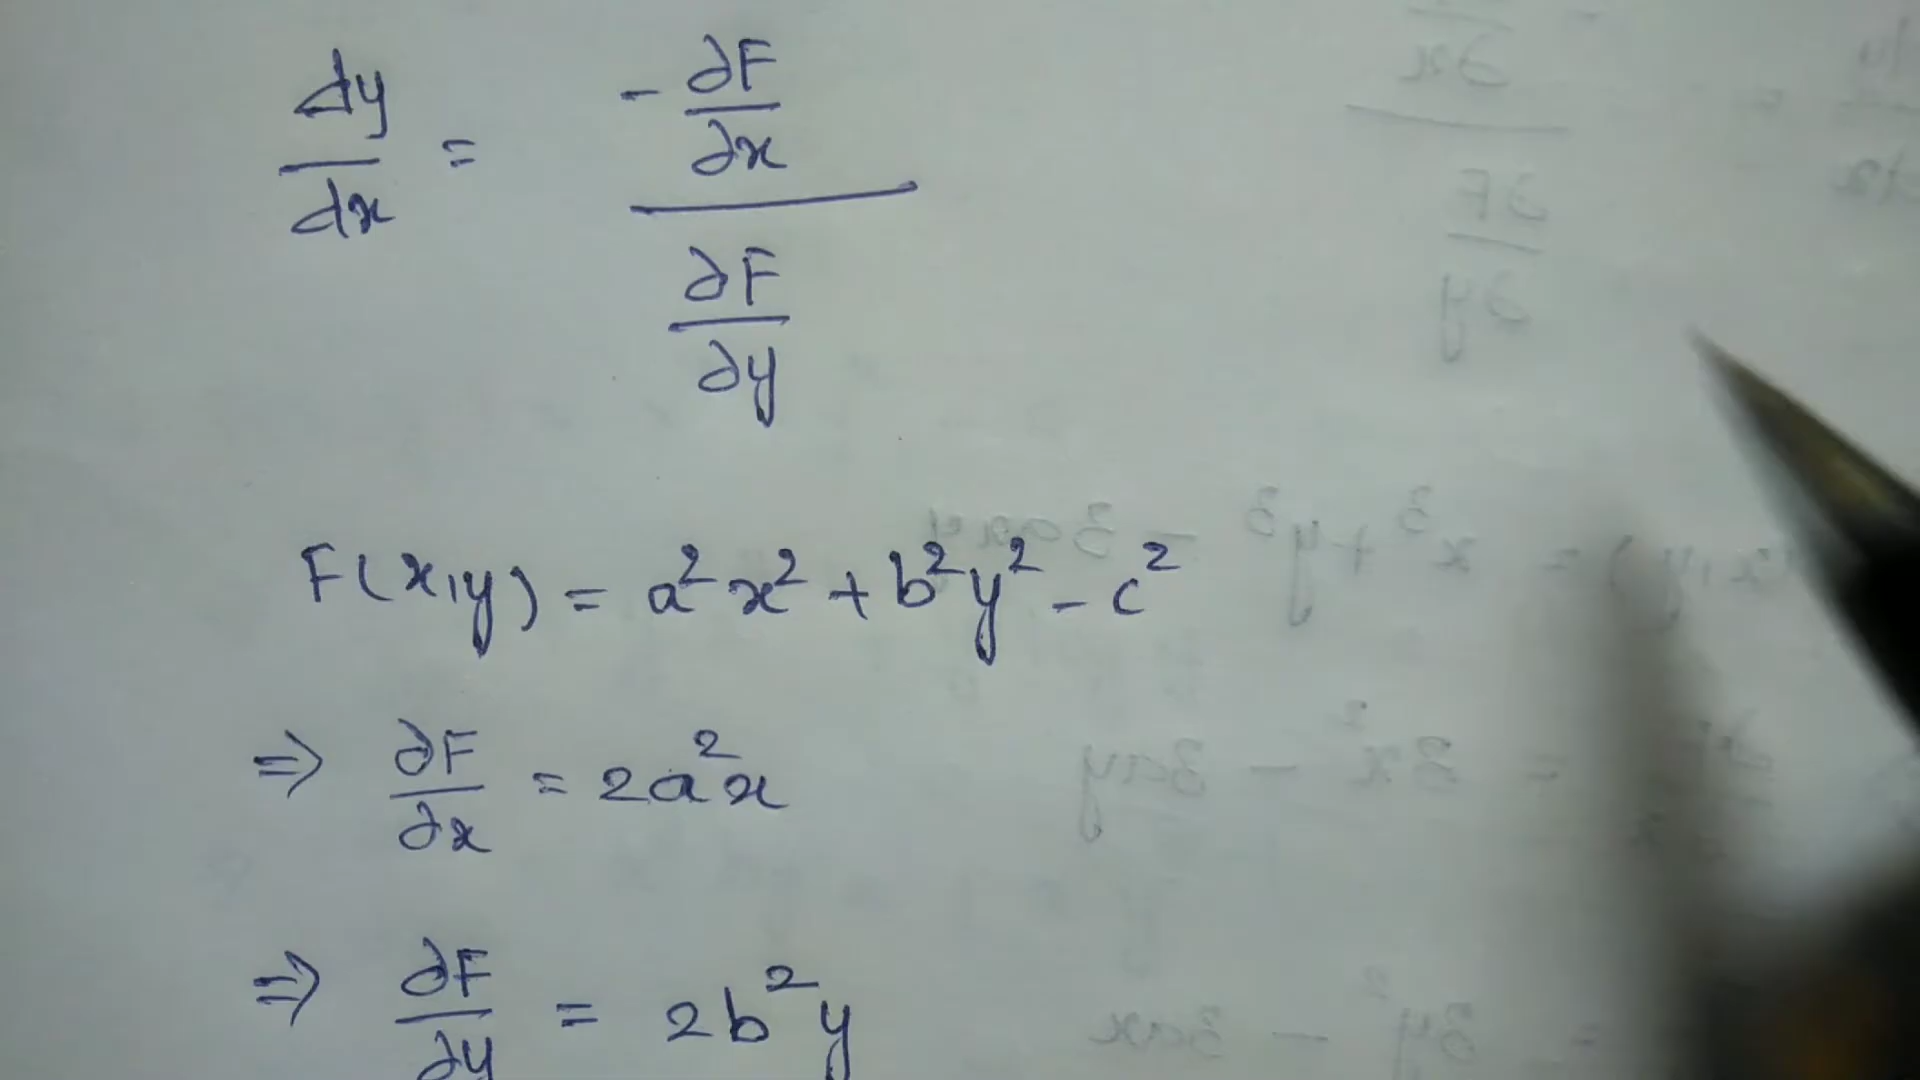 dy/dx = -∂F/∂x / ∂F/∂y
F(x,y) = a²x² + b²y² - c²
⇒ ∂F/∂x = 2a²x
⇒ ∂F/∂y = 2b²y